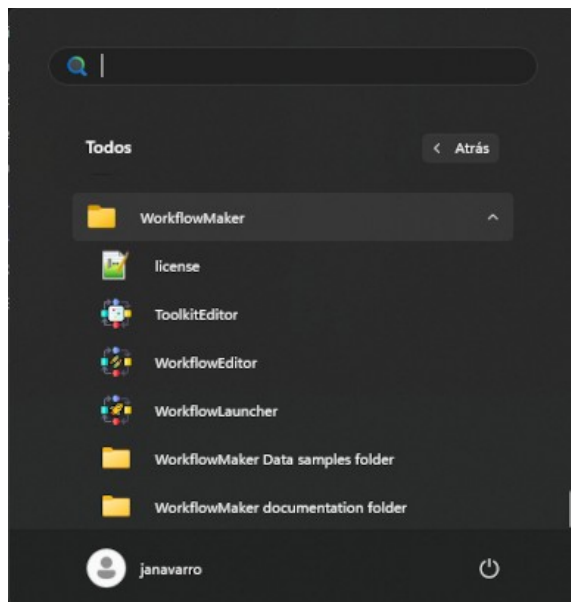 Todos
Atrás
WorkflowMaker
license
ToolkitEditor
WorkflowEditor
WorkflowLauncher
WorkflowMaker Data samples folder
WorkflowMaker documentation folder
janavarro